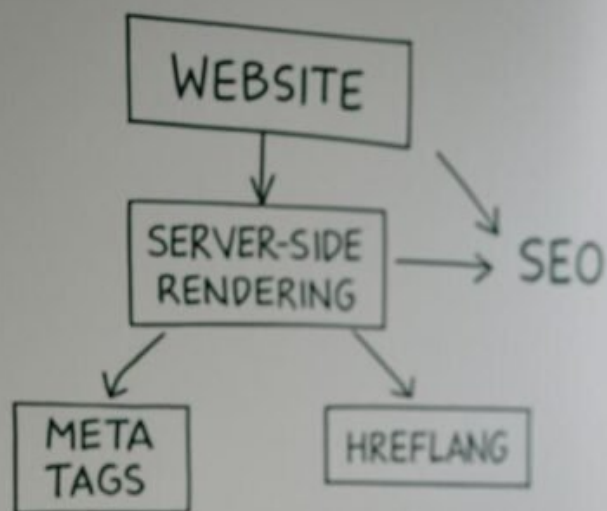 WEBSITE
SERVER-SIDE
RENDERING
SEO
META
TAGS
HREFLANG